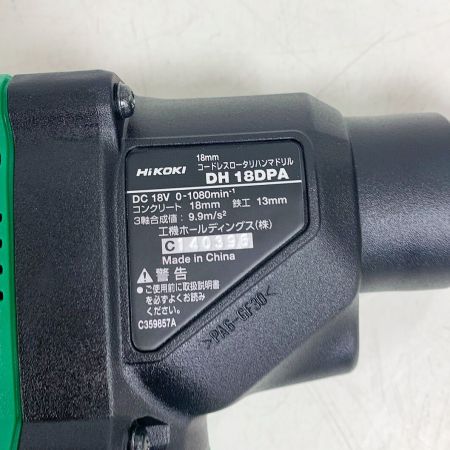 18mm
HiKOKI コードレスロータリハンマドリル
DH 18DPA
DC 18V 0-1080min⁻¹
コンクリート 18mm 鉄工 13mm
3軸合成値: 9.9m/s²
工機ホールディングス(株)
C 140398
Made in China
⚠警告
●ご使用前に取扱説明書
を必ずよくお読み
ください。
C359857A
>PA6-GF30<